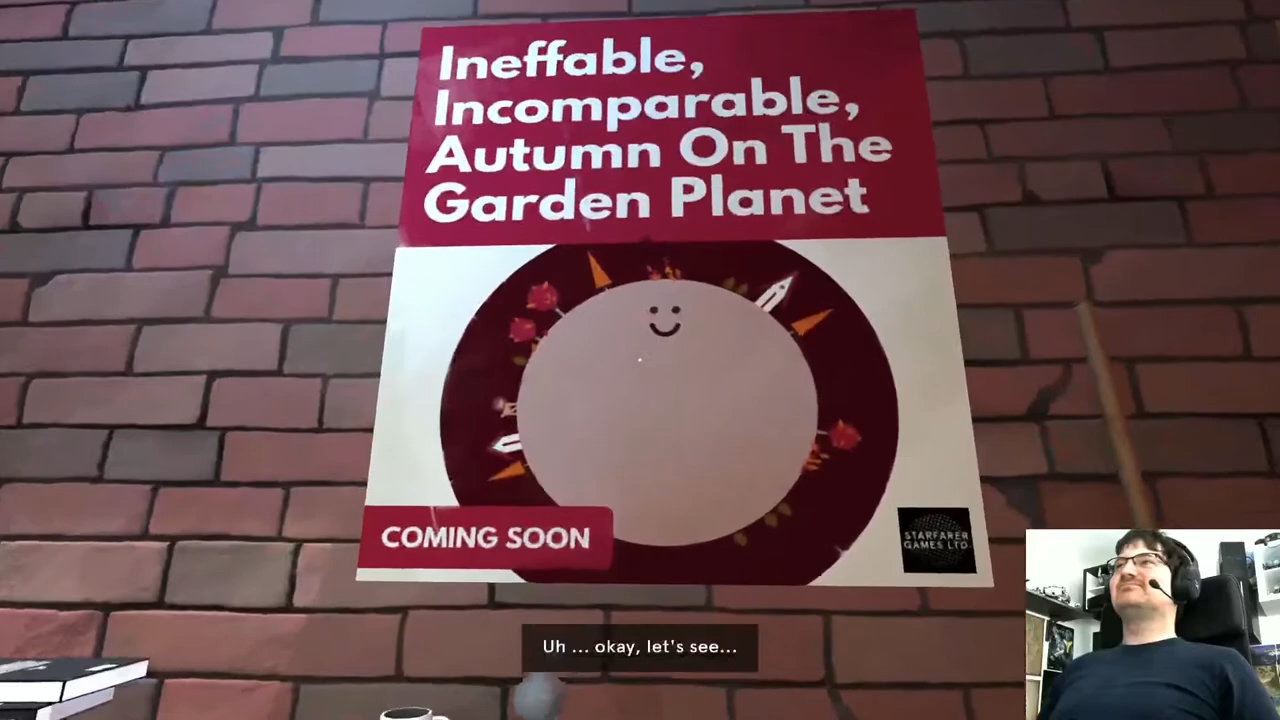 Ineffable,
Incomparable,
Autumn On The
Garden Planet
COMING SOON
STARFARER
GAMES LTD.
Uh ... okay, let's see...